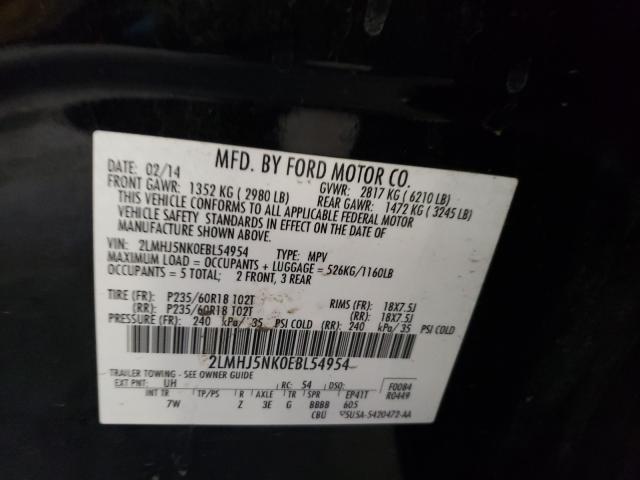 MFD. BY FORD MOTOR CO.
DATE: 02/14 GVWR: 2817 KG ( 6210 LB)
FRONT GAWR: 1352 KG ( 2980 LB) REAR GAWR: 1472 KG ( 3245 LB)
THIS VEHICLE CONFORMS TO ALL APPLICABLE FEDERAL MOTOR
VEHICLE SAFETY STANDARDS IN EFFECT ON THE DATE OF
MANUFACTURE SHOWN ABOVE.
VIN: 2LMHJ5NK0EBL54954 TYPE: MPV
MAXIMUM LOAD = OCCUPANTS + LUGGAGE = 526KG/1160LB
OCCUPANTS = 5 TOTAL; 2 FRONT, 3 REAR
TIRE (FR): P235/60R18 102T RIMS (FR): 18X7.5J
(RR): P235/60R18 102T (RR): 18X7.5J
PRESSURE (FR): 240 kPa/ 35 PSI COLD (RR): 240 kPa/ 35 PSI COLD
2LMHJ5NK0EBL54954
TRAILER TOWING - SEE OWNER GUIDE
EXT PNT: UH RC: 54 DSO: F0084
INT TR TP/PS R AXLE TR SPR EP41T R0449
7W Z 3E G BBBB 605
CBU 5U5A-5420472-AA